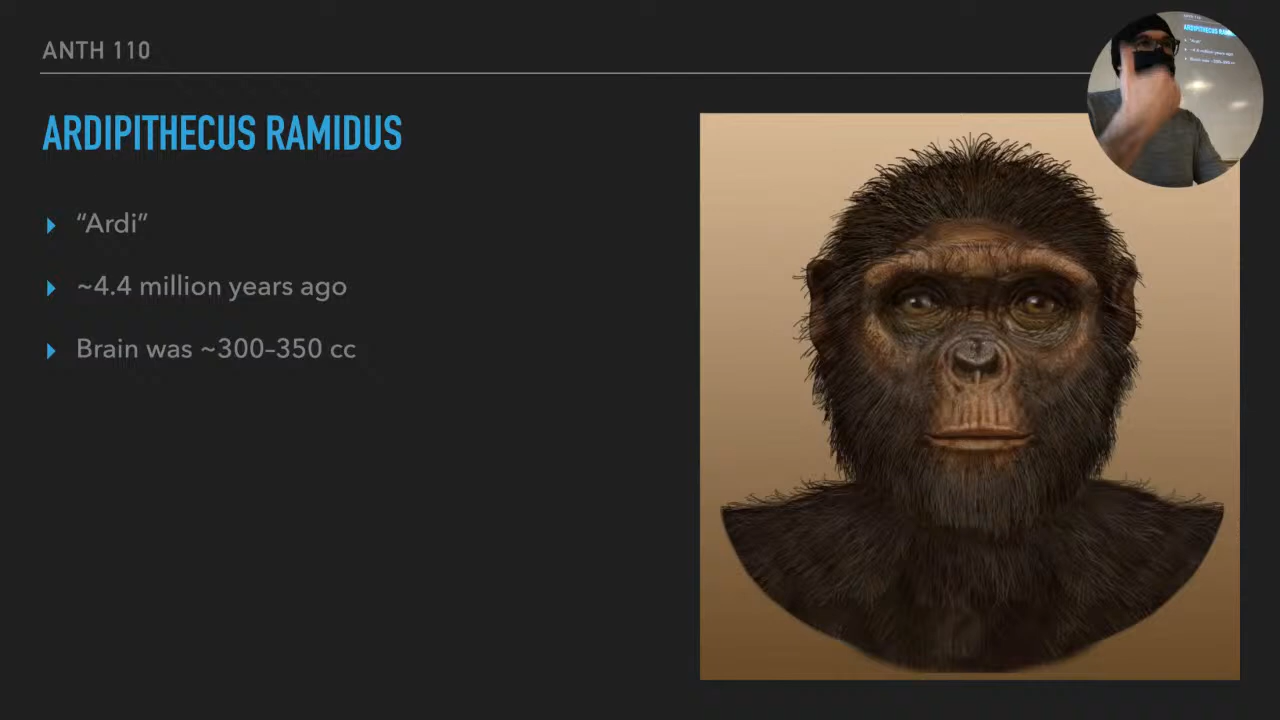 ANTH 110
ARDIPITHECUS RAMIDUS
"Ardi"
~4.4 million years ago
Brain was ~300–350 cc